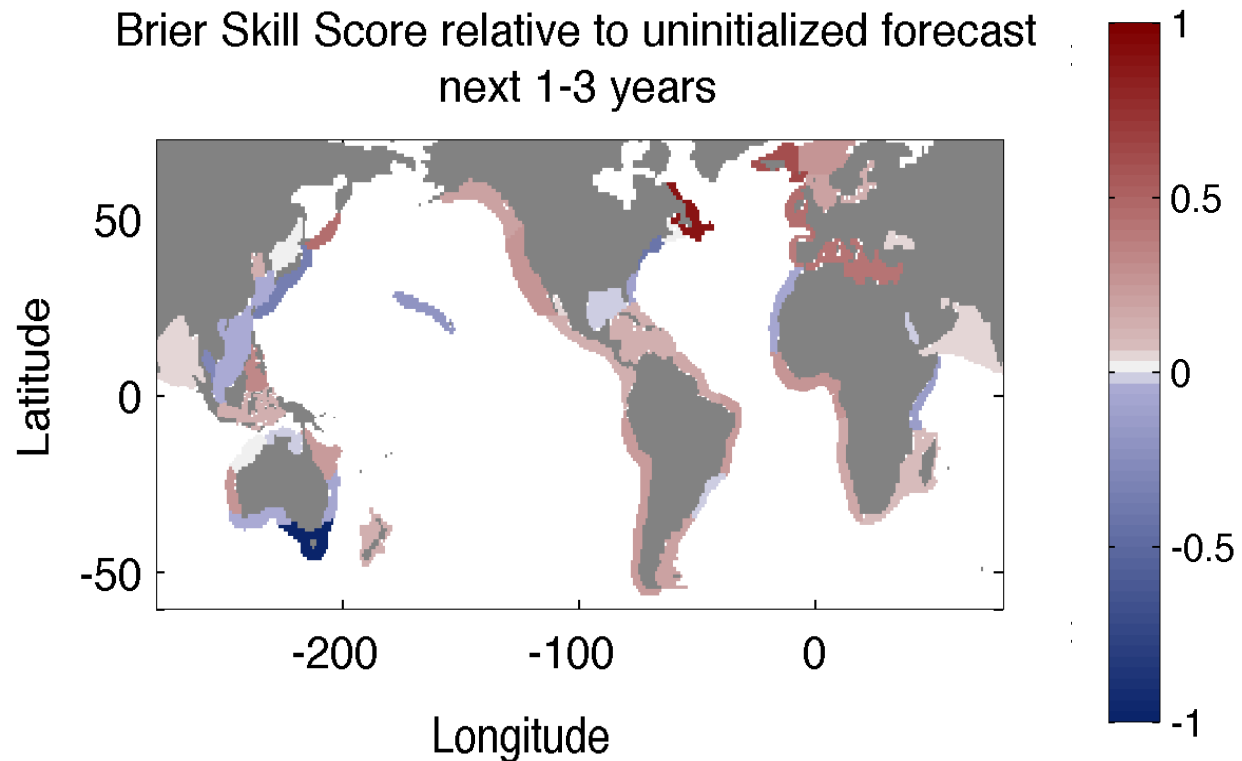 Brier Skill Score relative to uninitialized forecast
next 1-3 years
1
0.5
0
-0.5
-1
Latitude
50
0
-50
-200
-100
0
Longitude